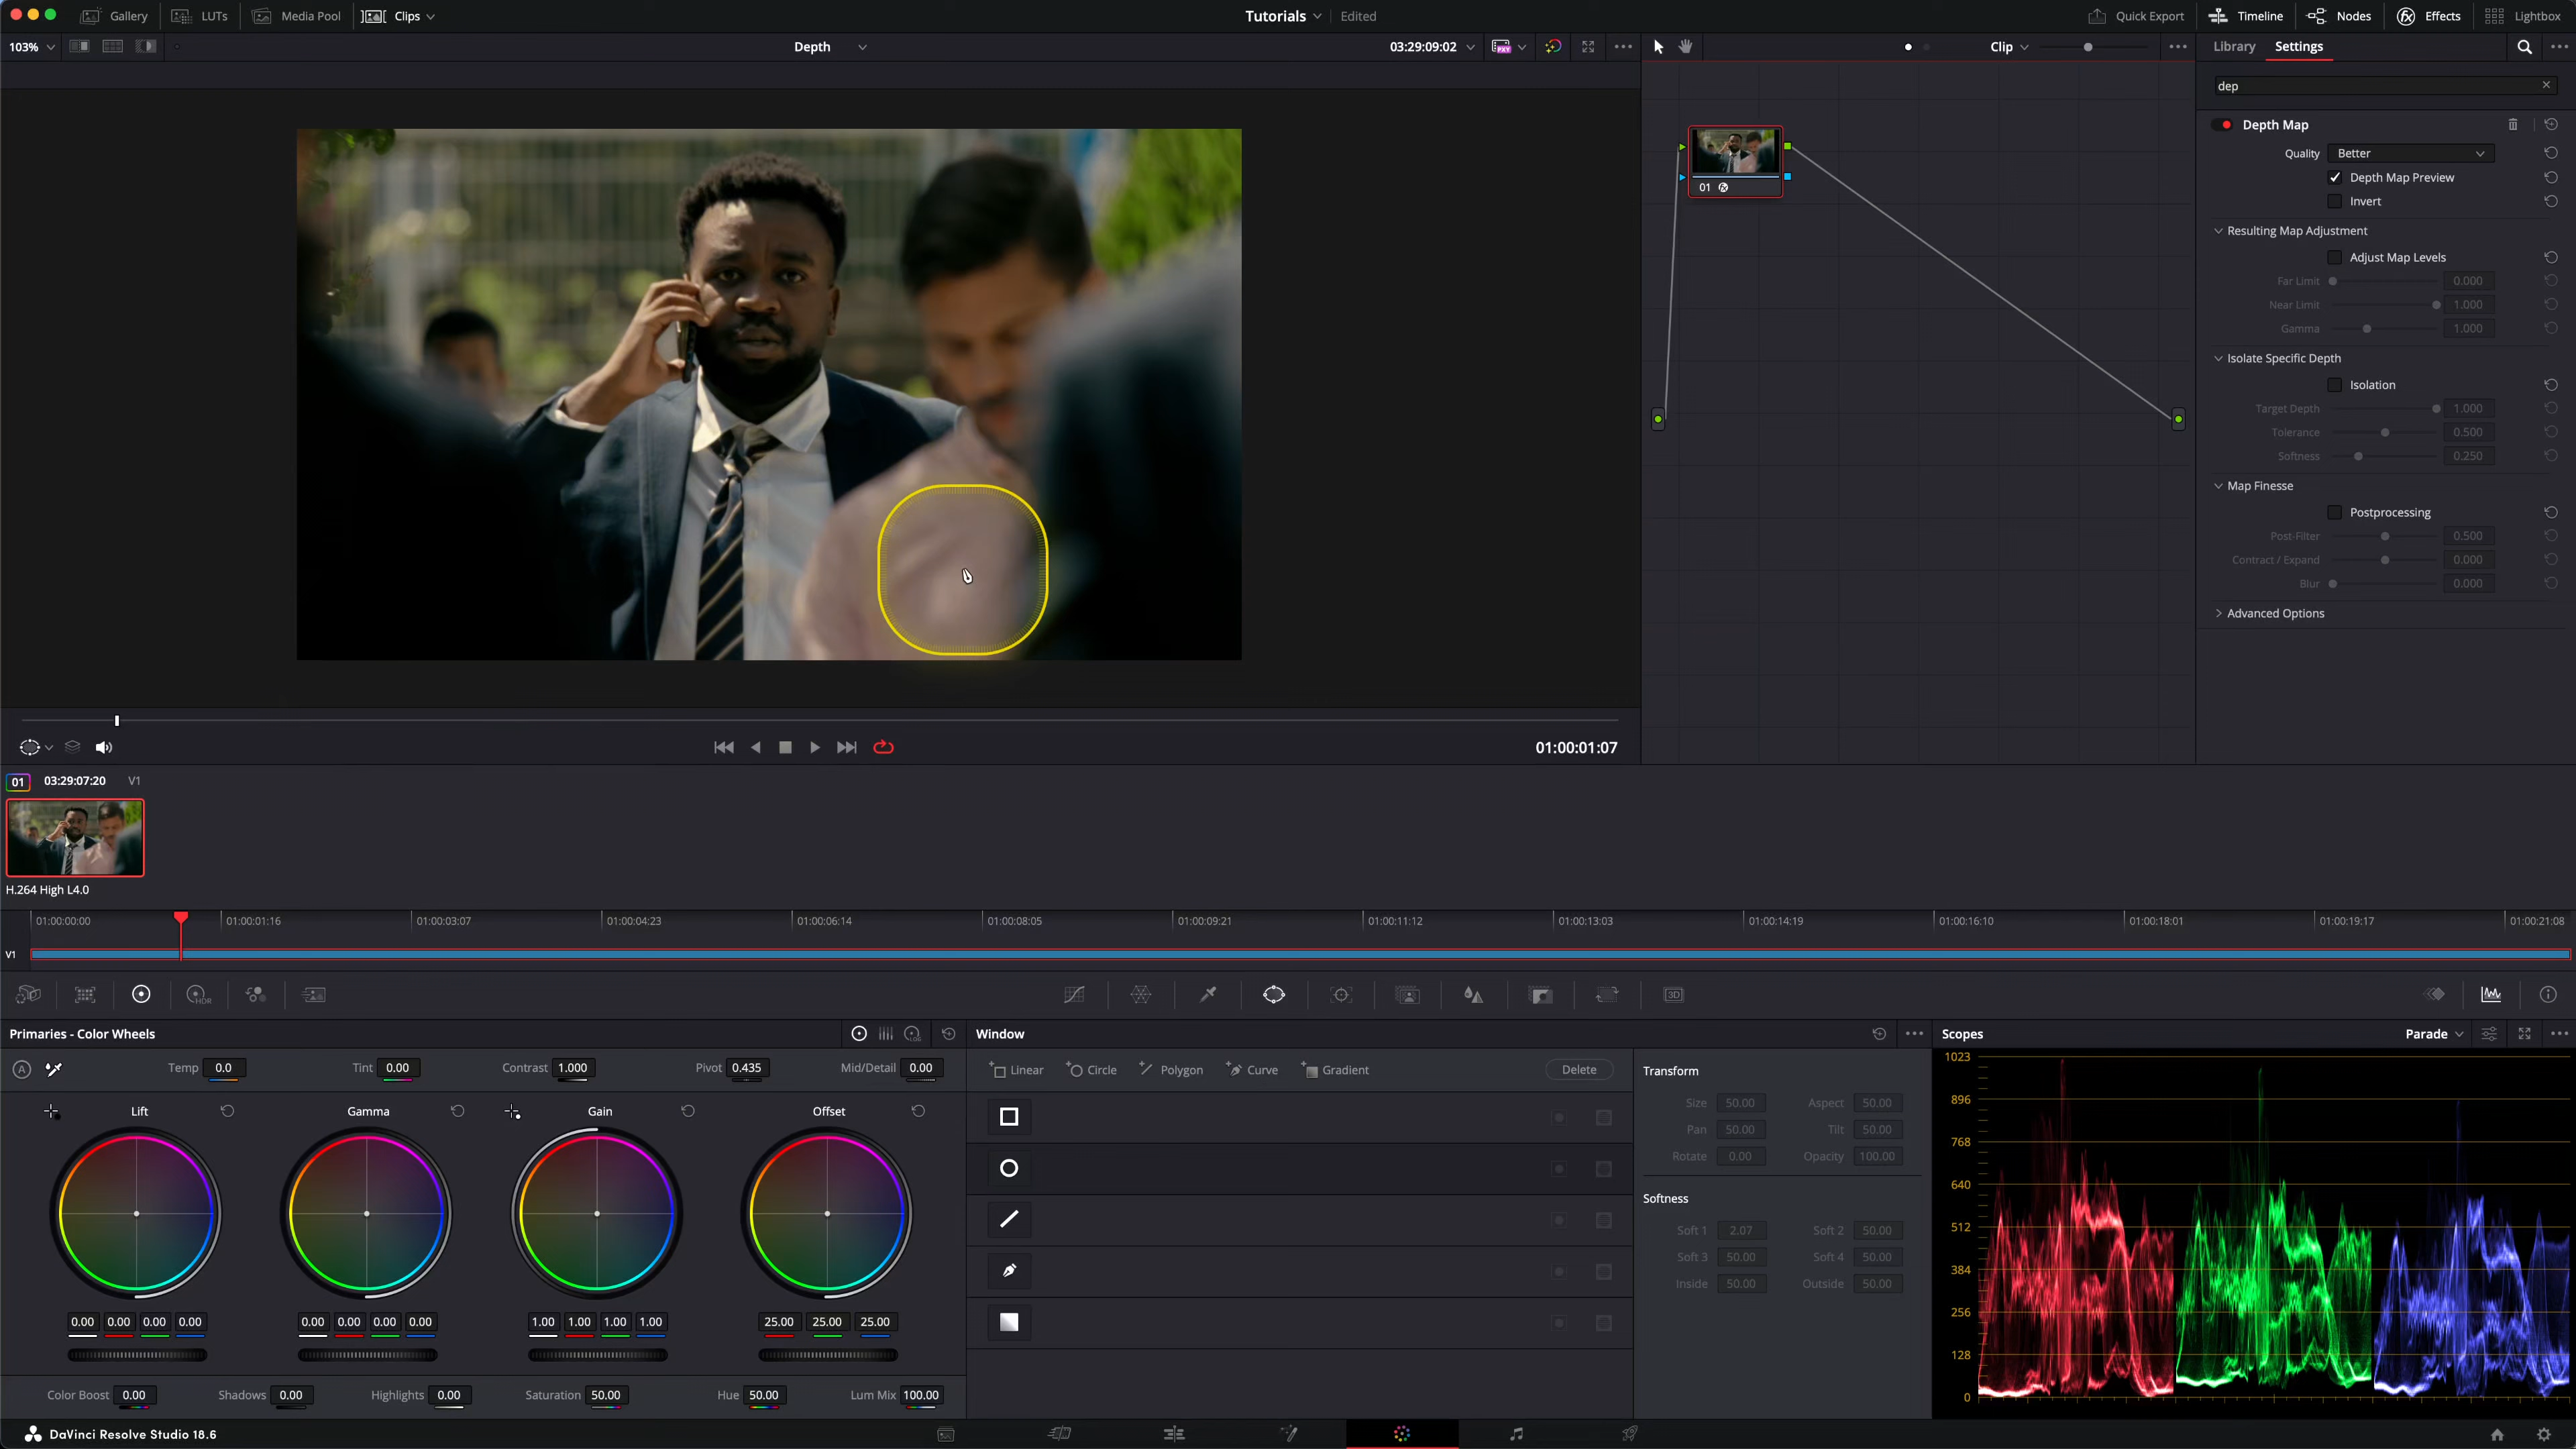 Gallery LUTs Media Pool Clips Tutorials Edited Quick Export Timeline Nodes Effects Lightbox
103% Depth 03:29:09:02 PXY Clip Library Settings
dep
Depth Map
Quality Better
Depth Map Preview
Invert
Resulting Map Adjustment
Adjust Map Levels
Far Limit 0.000
Near Limit 1.000
Gamma 1.000
Isolate Specific Depth
Isolation
Target Depth 1.000
Tolerance 0.500
Softness 0.250
Map Finesse
Postprocessing
Post-Filter 0.500
Contract / Expand 0.000
Blur 0.000
Advanced Options
01
01:00:01:07
01 03:29:07:20 V1
H.264 High L4.0
01:00:00:00 01:00:01:16 01:00:03:07 01:00:04:23 01:00:06:14 01:00:08:05 01:00:09:21 01:00:11:12 01:00:13:03 01:00:14:19 01:00:16:10 01:00:18:01 01:00:19:17 01:00:21:08
V1
HDR 3D
Primaries - Color Wheels LOG
A Temp 0.0 Tint 0.00 Contrast 1.000 Pivot 0.435 Mid/Detail 0.00
Lift Gamma Gain Offset
0.00 0.00 0.00 0.00 0.00 0.00 0.00 0.00 1.00 1.00 1.00 1.00 25.00 25.00 25.00
Color Boost 0.00 Shadows 0.00 Highlights 0.00 Saturation 50.00 Hue 50.00 Lum Mix 100.00
Window
Linear Circle Polygon Curve Gradient Delete
Transform
Size 50.00 Aspect 50.00
Pan 50.00 Tilt 50.00
Rotate 0.00 Opacity 100.00
Softness
Soft 1 2.07 Soft 2 50.00
Soft 3 50.00 Soft 4 50.00
Inside 50.00 Outside 50.00
Scopes Parade
1023
896
768
640
512
384
256
128
0
DaVinci Resolve Studio 18.6